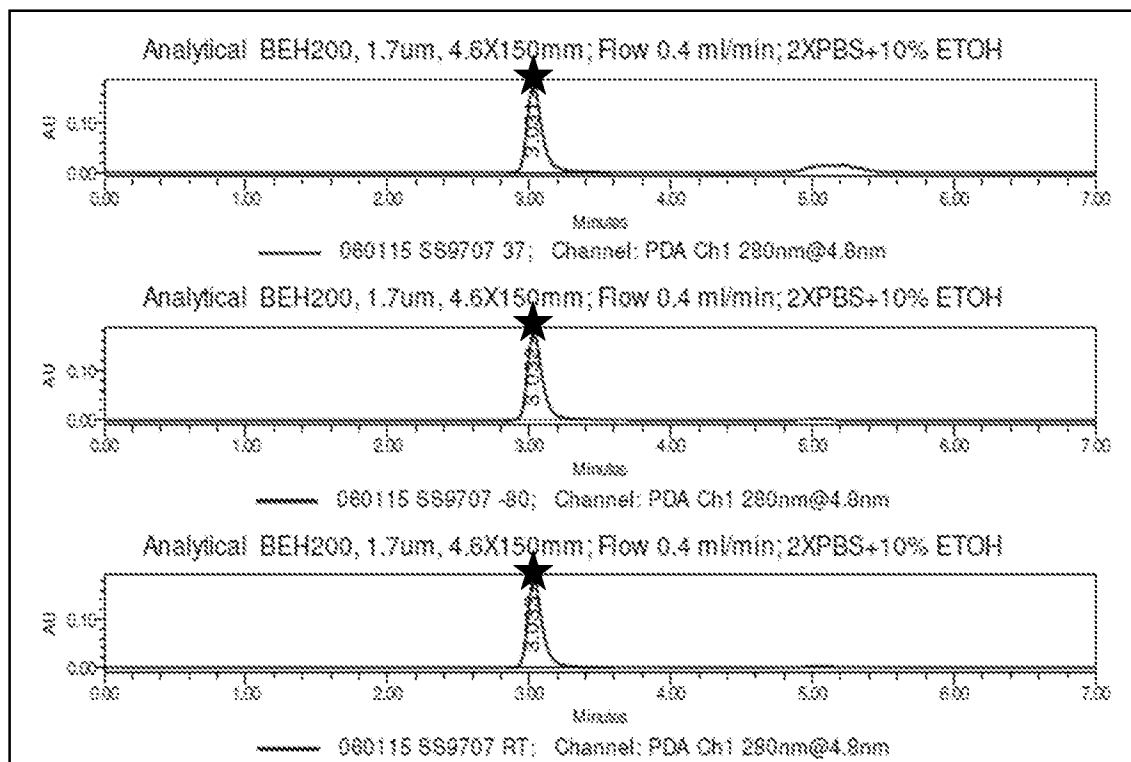 Analytical BEH200, 1.7um, 4.6X150mm; Flow 0.4 ml/min; 2XPBS+10% ETOH
AU
0.10
0.00
0.00 1.00 2.00 3.00 4.00 5.00 6.00 7.00
Minutes
060115 SS9707 37; Channel: PDA Ch1 280nm@4.8nm
Analytical BEH200, 1.7um, 4.6X150mm; Flow 0.4 ml/min; 2XPBS+10% ETOH
AU
0.10
0.00
0.00 1.00 2.00 3.00 4.00 5.00 6.00 7.00
Minutes
060115 SS9707 -80; Channel: PDA Ch1 280nm@4.8nm
Analytical BEH200, 1.7um, 4.6X150mm; Flow 0.4 ml/min; 2XPBS+10% ETOH
AU
0.10
0.00
0.00 1.00 2.00 3.00 4.00 5.00 6.00 7.00
Minutes
060115 SS9707 RT; Channel: PDA Ch1 280nm@4.8nm